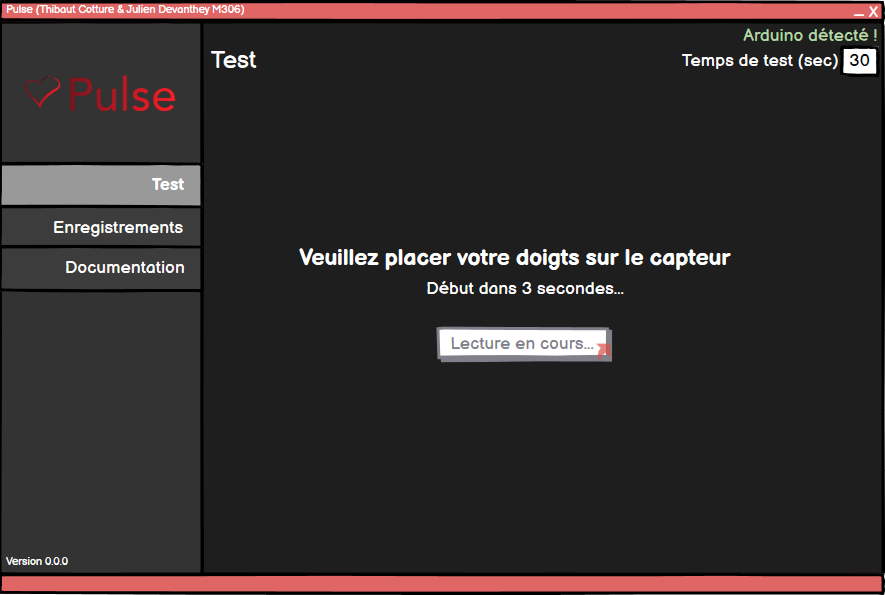 Pulse (Thibaut Cotture & Julien Devanthey M306)
Arduino détecté !
Test
Temps de test (sec) 30
Pulse
Test
Enregistrements
Documentation
Veuillez placer votre doigts sur le capteur
Début dans 3 secondes...
Lecture en cours...
Version 0.0.0